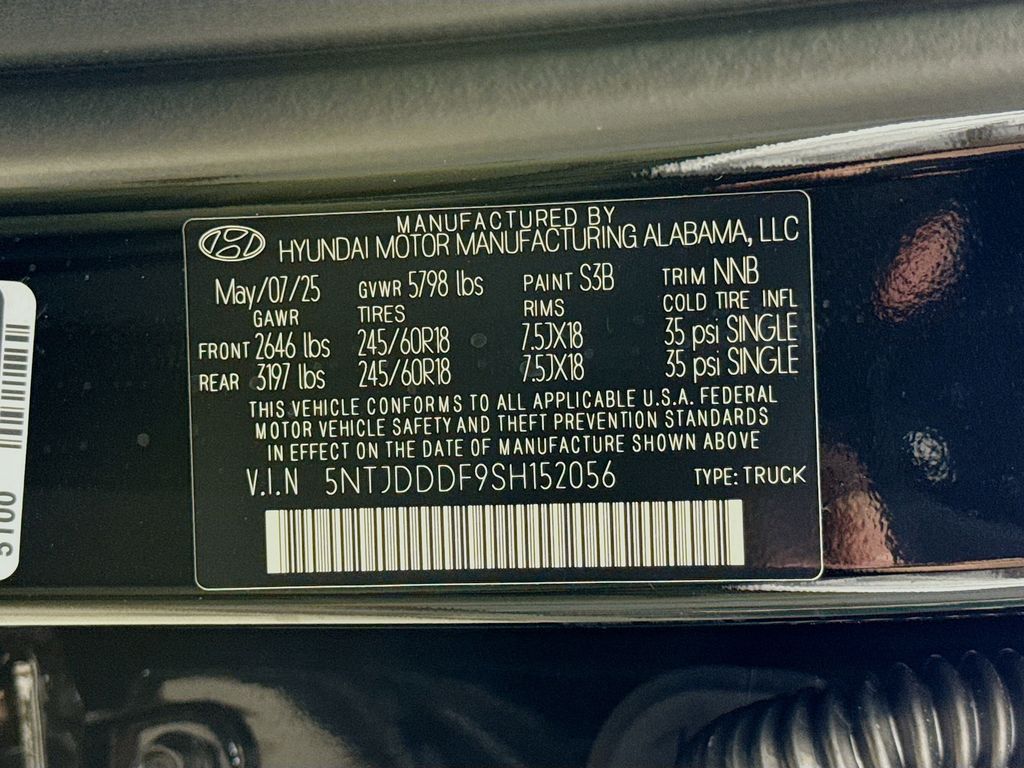 MANUFACTURED BY
HYUNDAI MOTOR MANUFACTURING ALABAMA, LLC
May/07/25 GVWR 5798 lbs PAINT S3B TRIM NNB
GAWR TIRES RIMS COLD TIRE INFL
FRONT 2646 lbs 245/60R18 7.5JX18 35 psi SINGLE
REAR 3197 lbs 245/60R18 7.5JX18 35 psi SINGLE
THIS VEHICLE CONFORMS TO ALL APPLICABLE U.S.A. FEDERAL
MOTOR VEHICLE SAFETY AND THEFT PREVENTION STANDARDS
IN EFFECT ON THE DATE OF MANUFACTURE SHOWN ABOVE
V.I.N 5NTJDDDF9SH152056 TYPE: TRUCK
5100